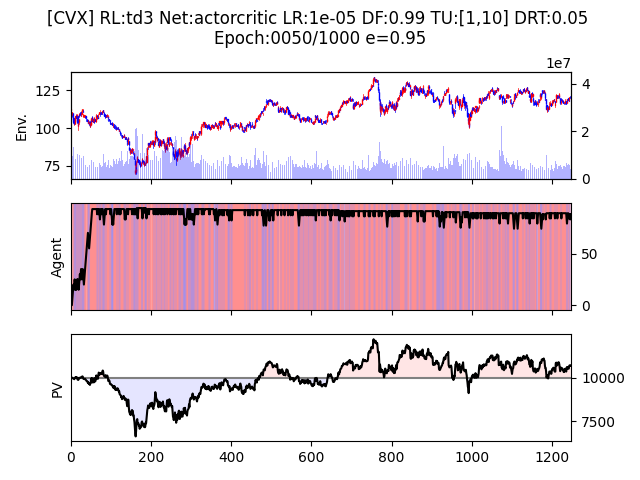 [CVX] RL:td3 Net:actorcritic LR:1e-05 DF:0.99 TU:[1,10] DRT:0.05
Epoch:0050/1000 e=0.95
1e7
125
100
75
Env.
4
2
0
Agent
50
0
PV
10000
7500
0 200 400 600 800 1000 1200